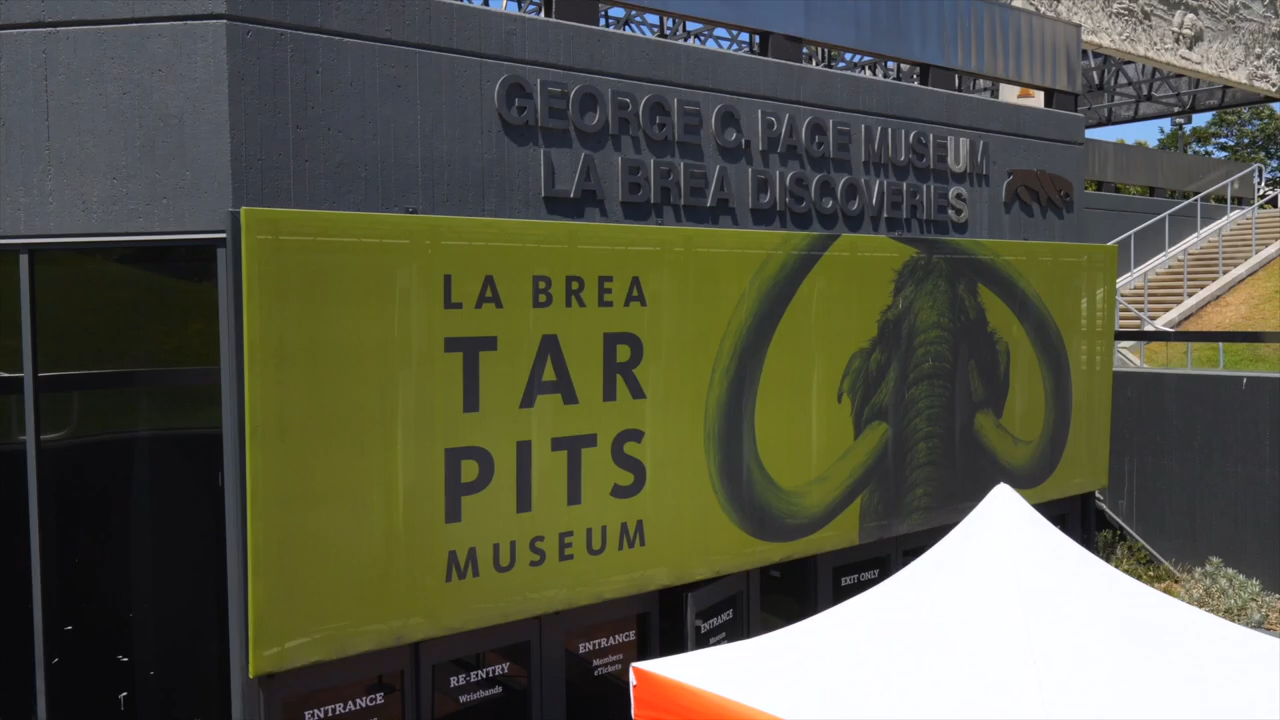 GEORGE C. PAGE MUSEUM
LA BREA DISCOVERIES
LA BREA
TAR
PITS
MUSEUM
EXIT ONLY
ENTRANCE
Museum
ENTRANCE
Members
eTickets
RE-ENTRY
Wristbands
ENTRANCE